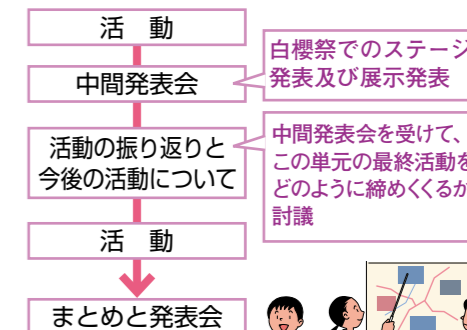 活　動
白櫻祭でのステージ
発表及び展示発表
中間発表会
中間発表会を受けて、
この単元の最終活動を
どのように締めくくるか
討議
活動の振り返りと
今後の活動について
活　動
まとめと発表会